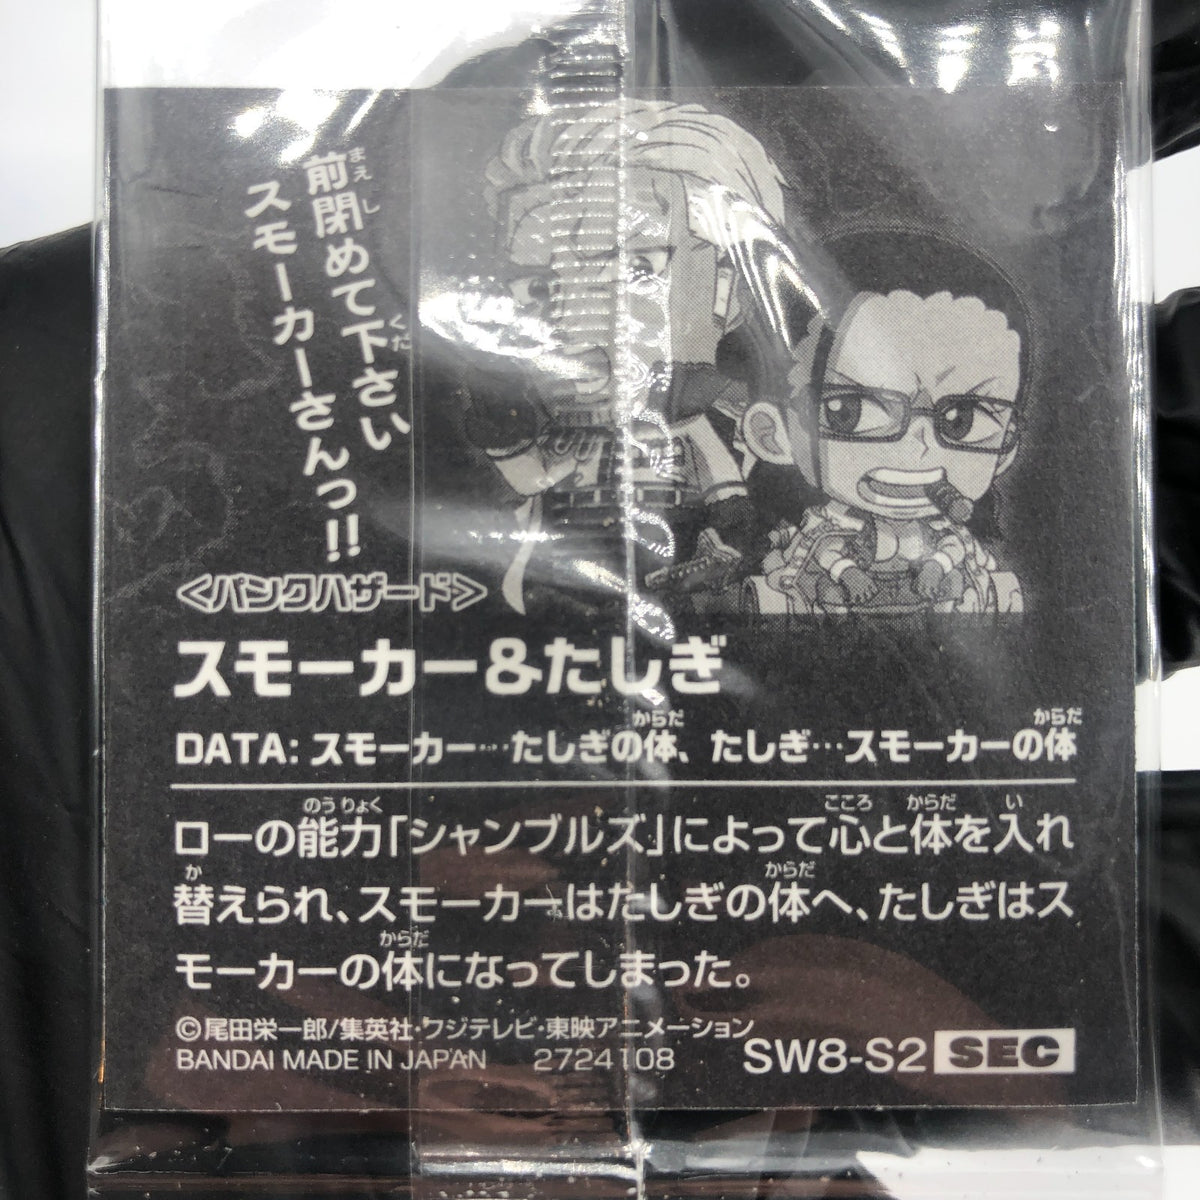 前閉めて下さい
スモーカーさんっ!!
<パンクハザード>
スモーカー&たしぎ
DATA: スモーカー…たしぎの体、たしぎ…スモーカーの体
ローの能力「シャンブルズ」によって心と体を入れ
替えられ、スモーカーはたしぎの体へ、たしぎはス
モーカーの体になってしまった。
©尾田栄一郎/集英社・フジテレビ・東映アニメーション
BANDAI MADE IN JAPAN 2724108 SW8-S2 SEC